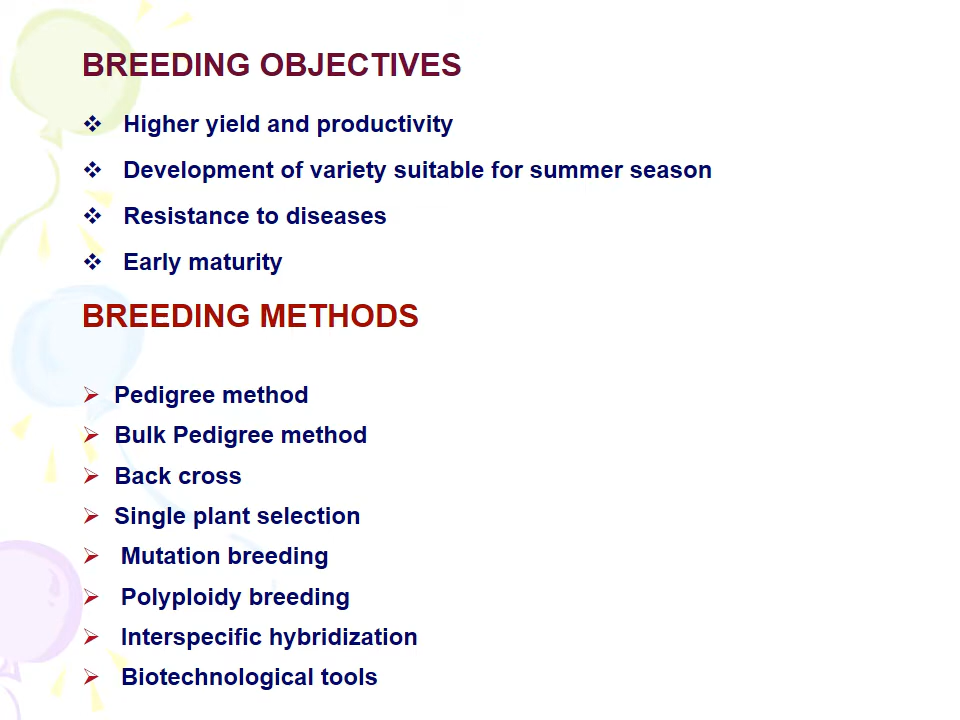 BREEDING OBJECTIVES
❖ Higher yield and productivity
❖ Development of variety suitable for summer season
❖ Resistance to diseases
❖ Early maturity
BREEDING METHODS
➢ Pedigree method
➢ Bulk Pedigree method
➢ Back cross
➢ Single plant selection
➢ Mutation breeding
➢ Polyploidy breeding
➢ Interspecific hybridization
➢ Biotechnological tools